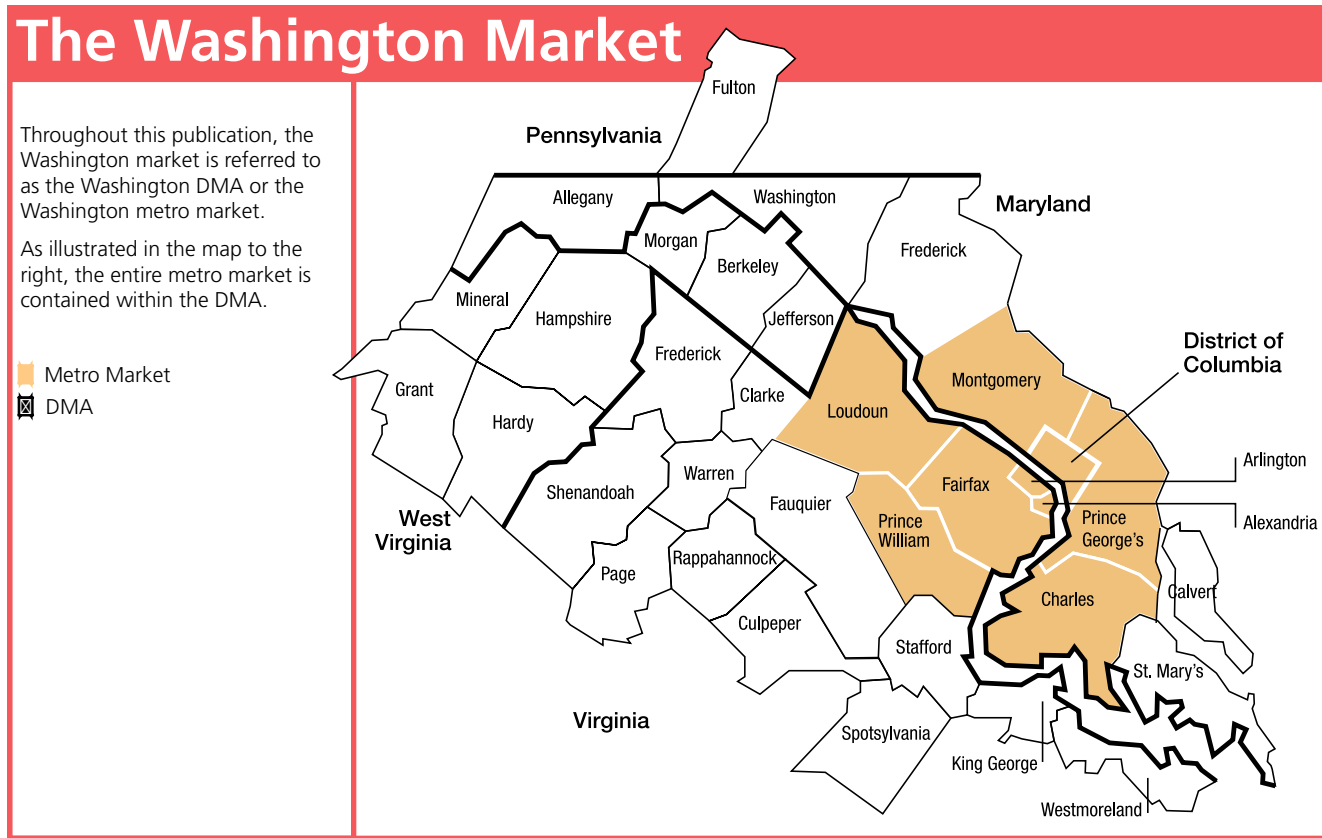 The Washington Market
Throughout this publication, the
Washington market is referred to
as the Washington DMA or the
Washington metro market.
As illustrated in the map to the
right, the entire metro market is
contained within the DMA.
Metro Market
DMA
Fulton
Pennsylvania
Allegany
Washington
Maryland
Morgan
Frederick
Berkeley
Mineral
Hampshire
Jefferson
District of
Columbia
Frederick
Montgomery
Grant
Clarke
Loudoun
Hardy
Arlington
Warren
Shenandoah
Fairfax
Fauquier
West
Virginia
Prince
William
Prince
George's
Alexandria
Rappahannock
Page
Calvert
Charles
Culpeper
Stafford
St. Mary's
Virginia
Spotsylvania
King George
Westmoreland